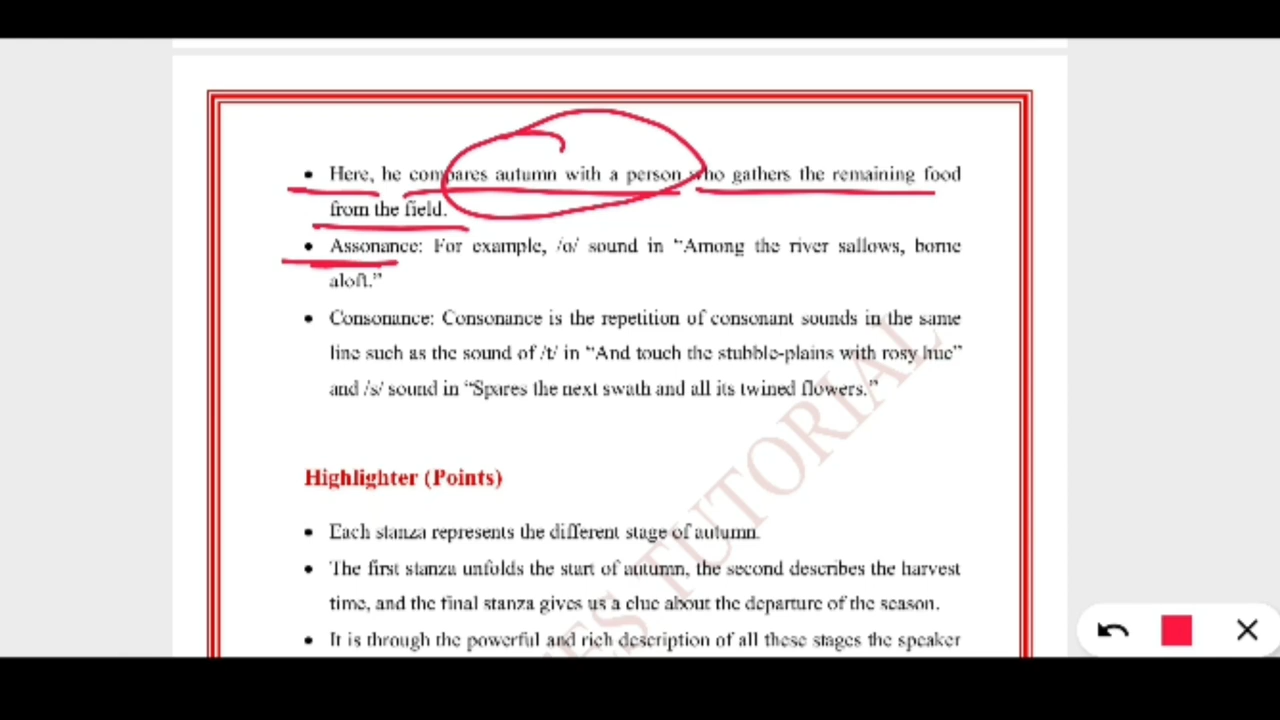 • Here, he compares autumn with a person who gathers the remaining food
from the field.
• Assonance: For example, /o/ sound in “Among the river sallows, borne
aloft.”
• Consonance: Consonance is the repetition of consonant sounds in the same
line such as the sound of /t/ in “And touch the stubble-plains with rosy hue”
and /s/ sound in “Spares the next swath and all its twined flowers.”
Highlighter (Points)
• Each stanza represents the different stage of autumn.
• The first stanza unfolds the start of autumn, the second describes the harvest
time, and the final stanza gives us a clue about the departure of the season.
• It is through the powerful and rich description of all these stages the speaker
ES TUTORIAL